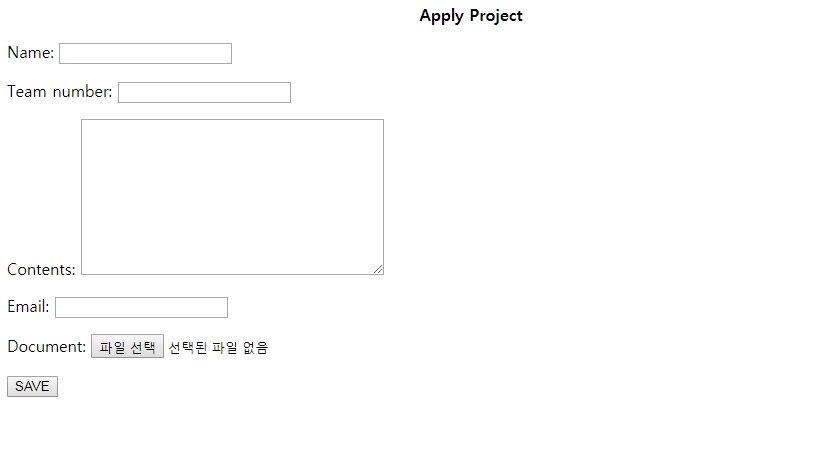 Apply Project
Name:
Team number:
Contents:
Email:
Document: 파일 선택 선택된 파일 없음
SAVE